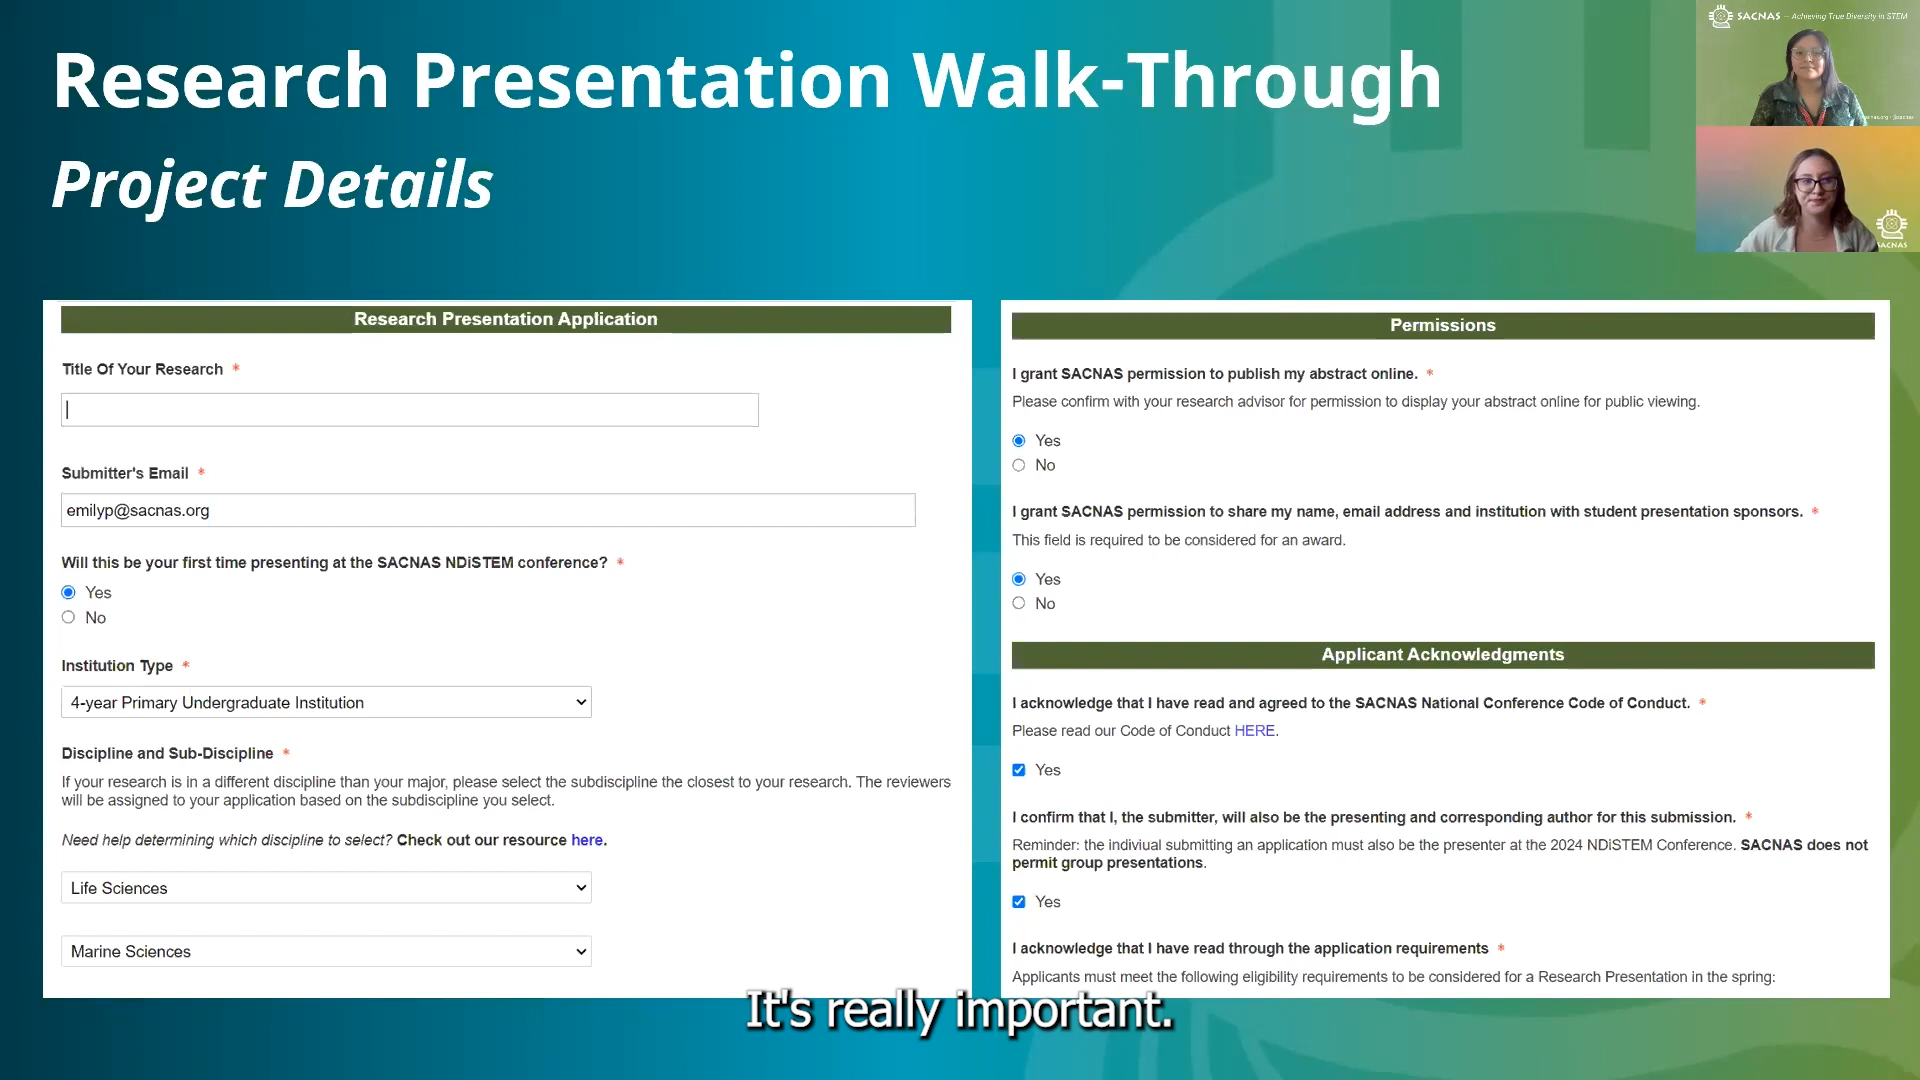 SACNAS — Achieving True Diversity in STEM
Research Presentation Walk-Through
Project Details
SACNAS
Research Presentation Application
Title Of Your Research *
Submitter's Email *
emilyp@sacnas.org
Will this be your first time presenting at the SACNAS NDiSTEM conference? *
Yes
No
Institution Type *
4-year Primary Undergraduate Institution
Discipline and Sub-Discipline *
If your research is in a different discipline than your major, please select the subdiscipline the closest to your research. The reviewers
will be assigned to your application based on the subdiscipline you select.
Need help determining which discipline to select? Check out our resource here.
Life Sciences
Marine Sciences
Permissions
I grant SACNAS permission to publish my abstract online. *
Please confirm with your research advisor for permission to display your abstract online for public viewing.
Yes
No
I grant SACNAS permission to share my name, email address and institution with student presentation sponsors. *
This field is required to be considered for an award.
Yes
No
Applicant Acknowledgments
I acknowledge that I have read and agreed to the SACNAS National Conference Code of Conduct. *
Please read our Code of Conduct HERE.
Yes
I confirm that I, the submitter, will also be the presenting and corresponding author for this submission. *
Reminder: the indiviual submitting an application must also be the presenter at the 2024 NDiSTEM Conference. SACNAS does not
permit group presentations.
Yes
I acknowledge that I have read through the application requirements *
Applicants must meet the following eligibility requirements to be considered for a Research Presentation in the spring:
It's really important.